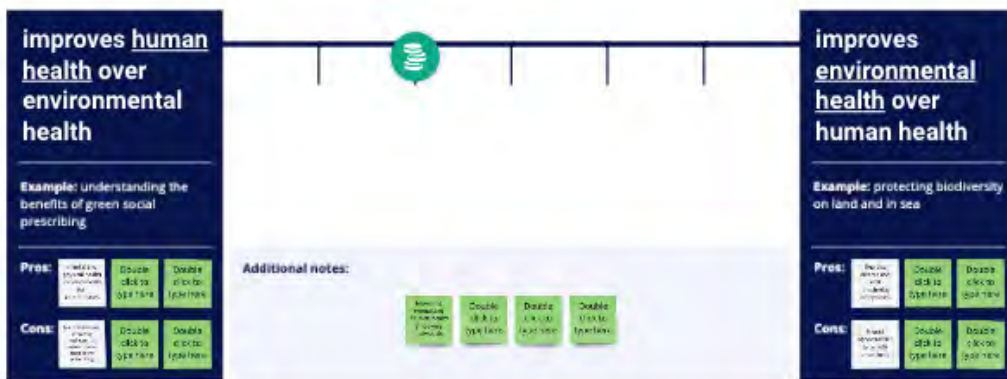 improves human
health over
environmental
health
Example: understanding the
benefits of green social
prescribing
Pros:
Double
click to
type here
Double
click to
type here
Cons:
Double
click to
type here
Double
click to
type here
Additional notes:
Double
click to
type here
Double
click to
type here
Double
click to
type here
improves
environmental
health over
human health
Example: protecting biodiversity
on land and in sea
Pros:
Double
click to
type here
Double
click to
type here
Cons:
Double
click to
type here
Double
click to
type here